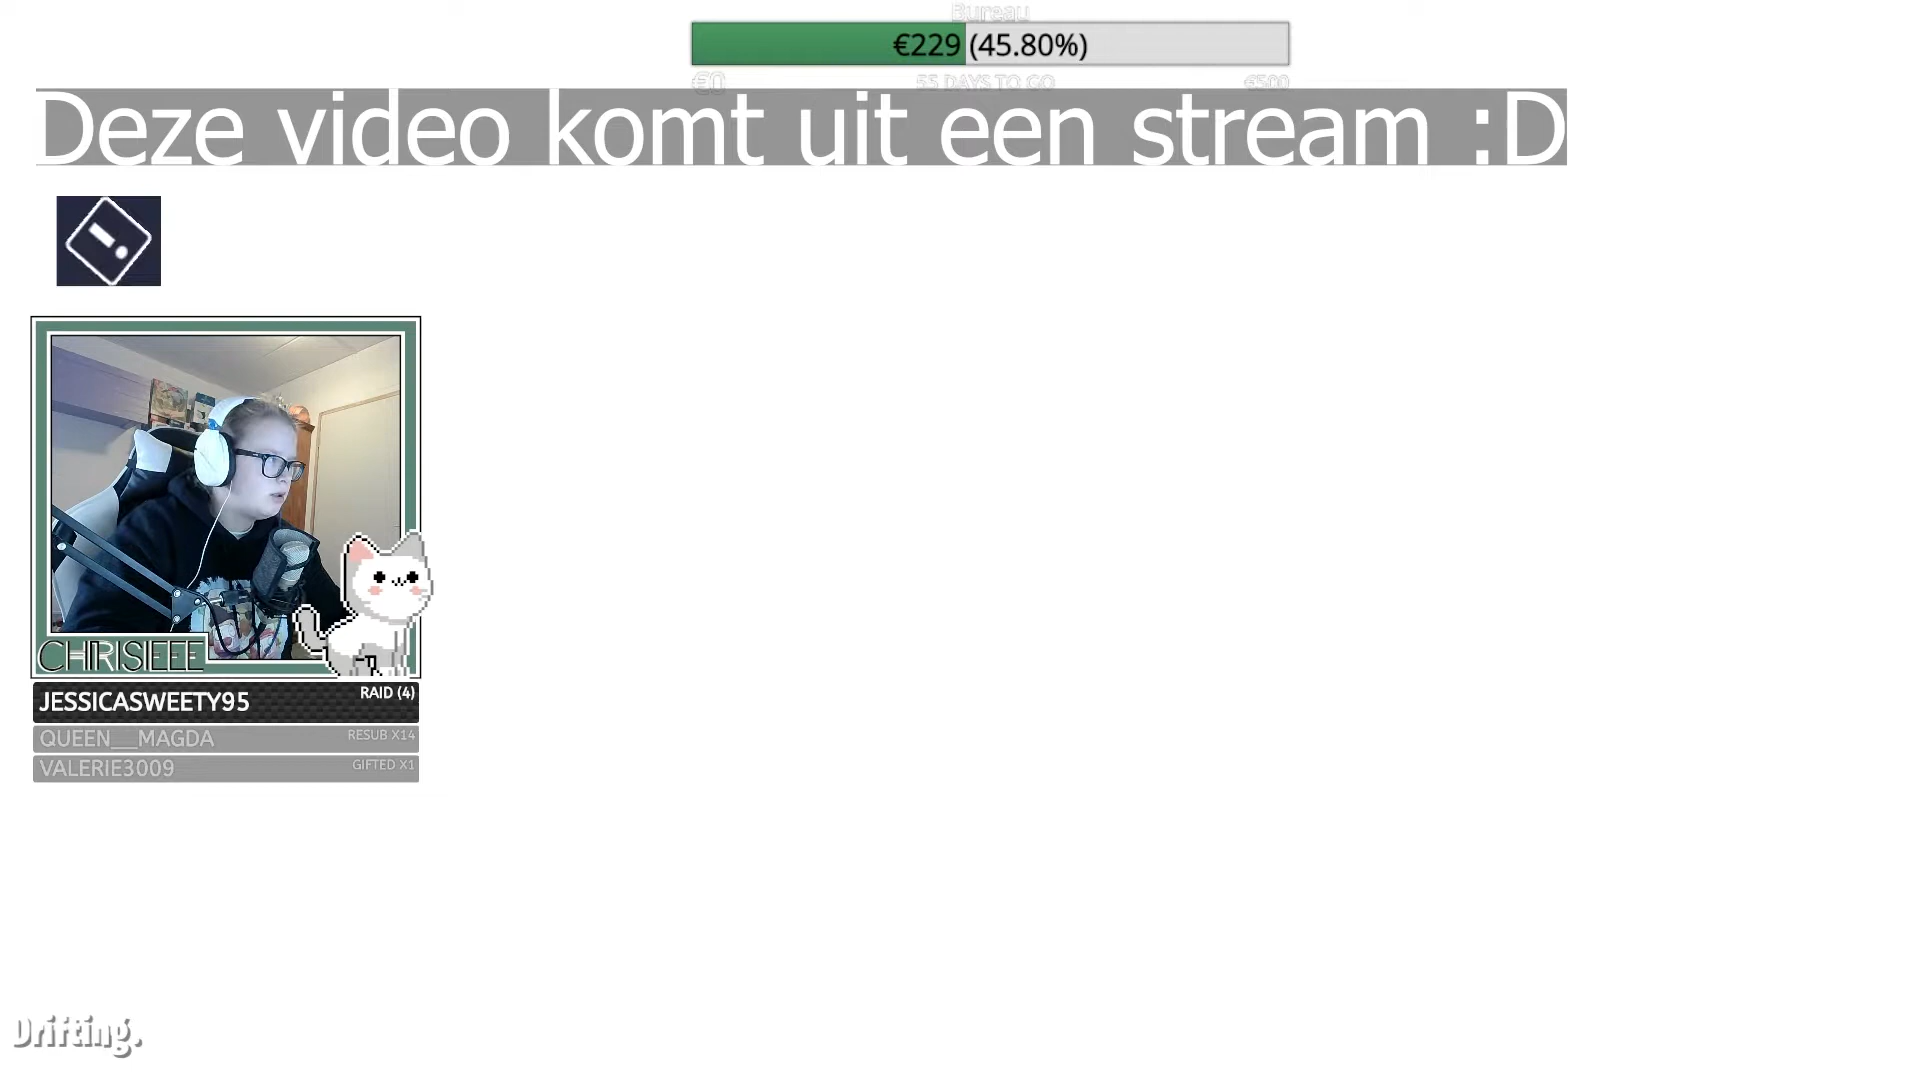 Bureau
€229 (45.80%)
€0 55 DAYS TO GO €500
Deze video komt uit een stream :D
CHRISIEEE
JESSICASWEETY95 RAID (4)
QUEEN__MAGDA RESUB X14
VALERIE3009 GIFTED X1
Drifting.